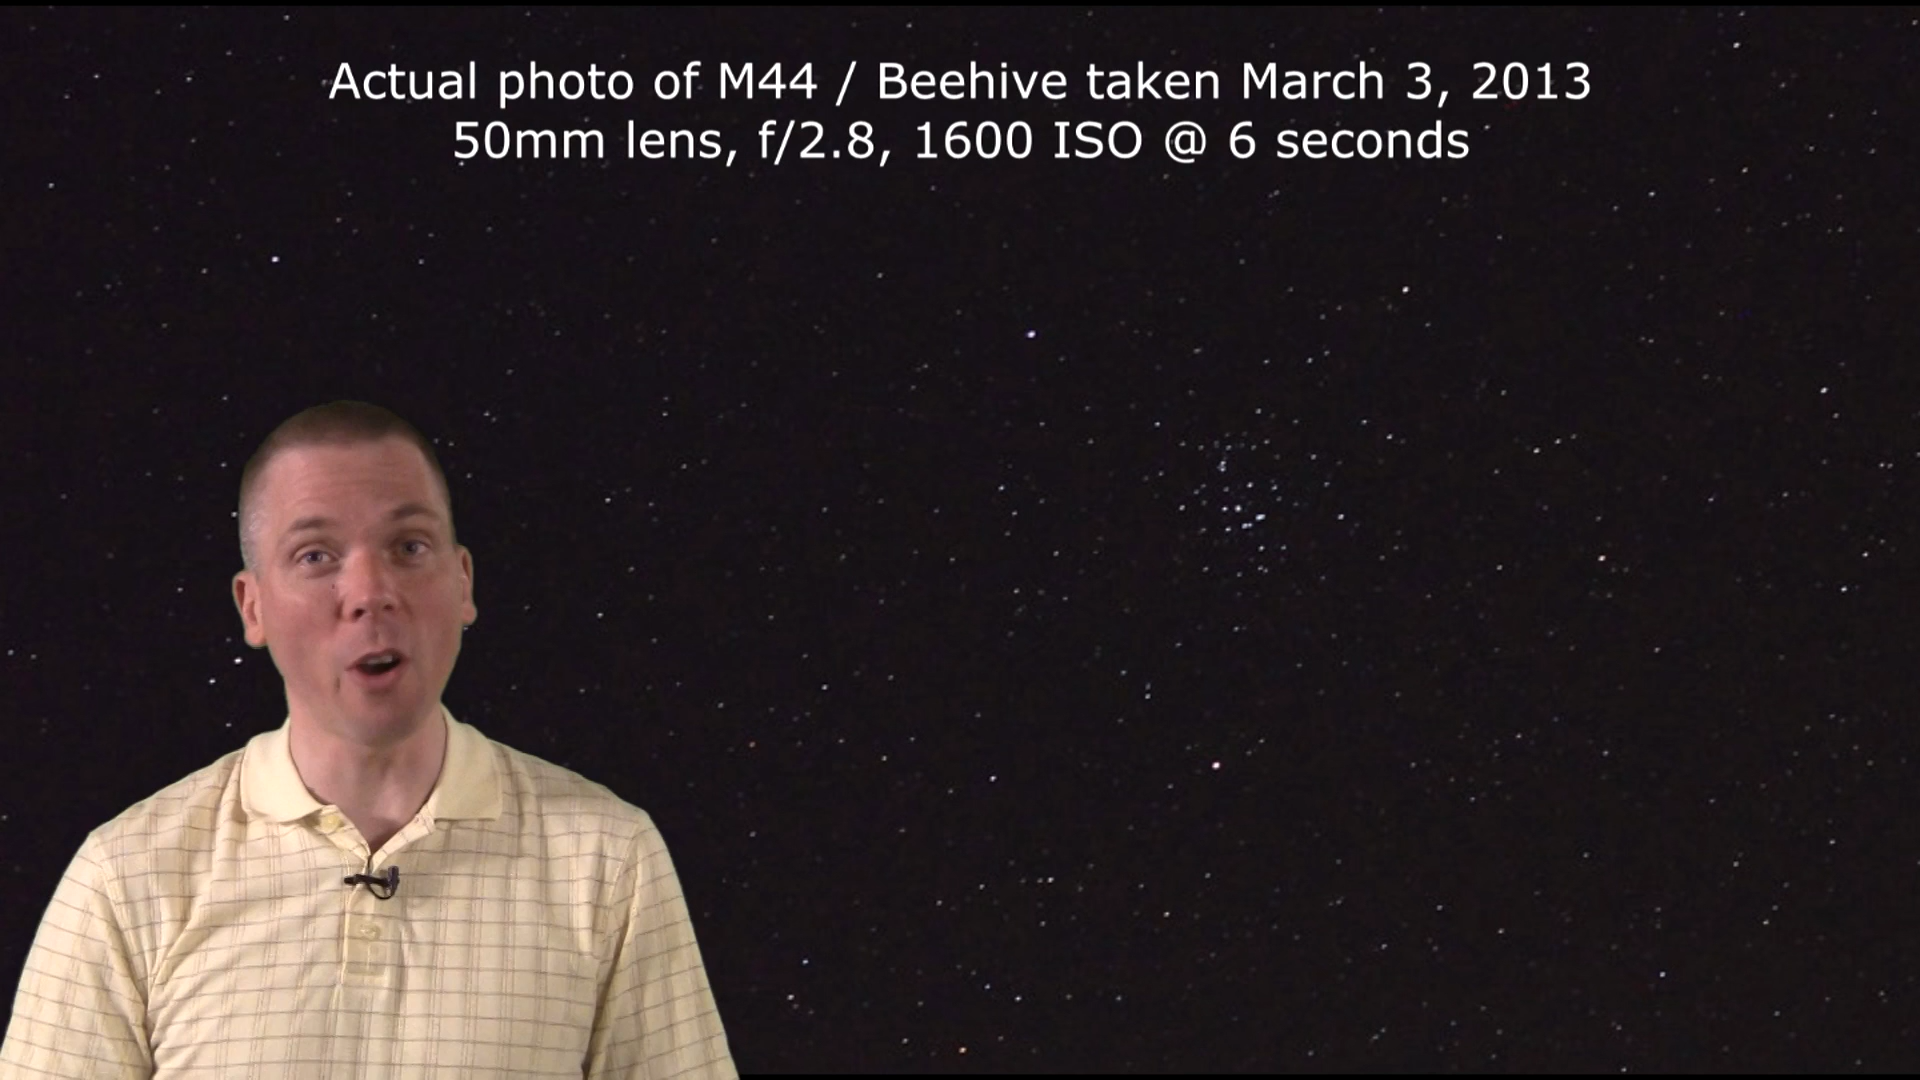 Actual photo of M44 / Beehive taken March 3, 2013
50mm lens, f/2.8, 1600 ISO @ 6 seconds